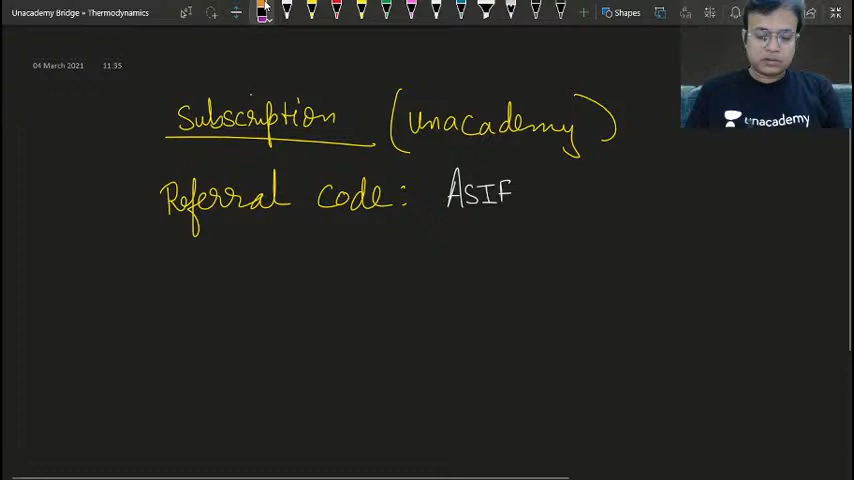 Unacademy Bridge - Thermodynamics
Shapes
04 March 2021 11:35
Subscription (Unacademy)
unacademy
Referral code: ASIF